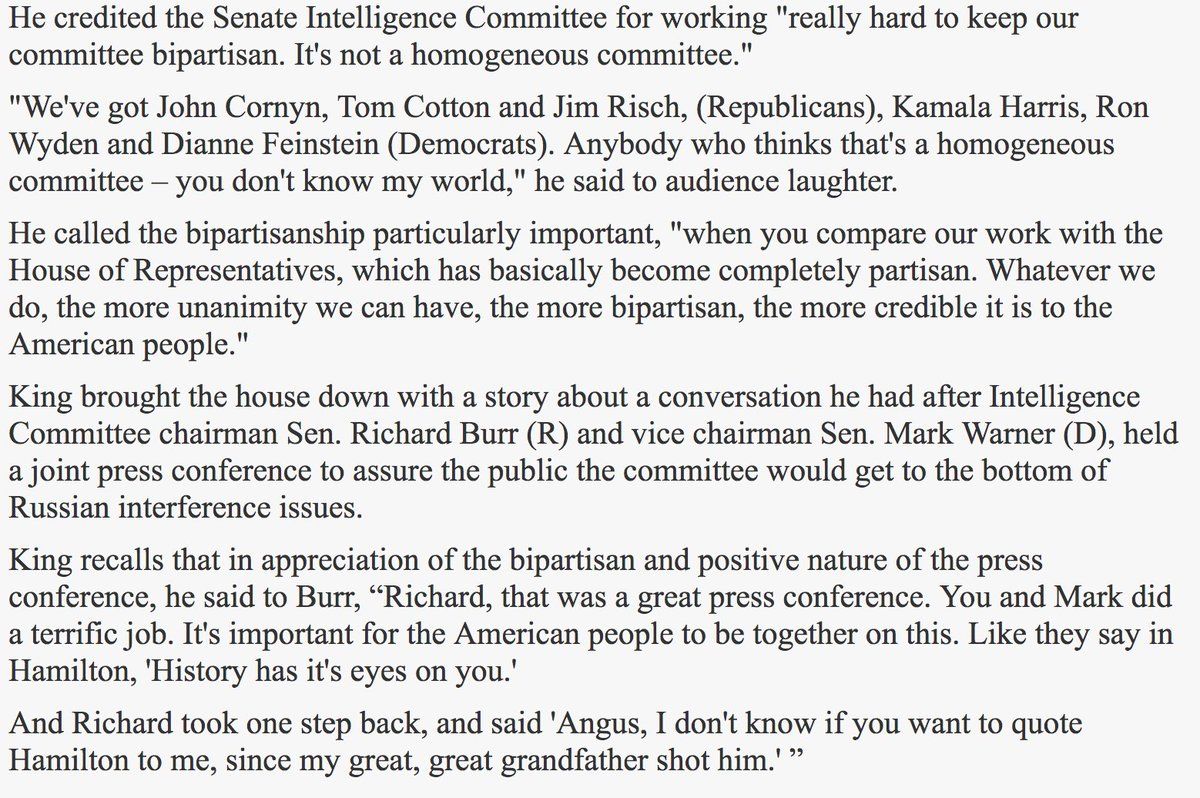 He credited the Senate Intelligence Committee for working "really hard to keep our
committee bipartisan. It's not a homogeneous committee."
"We've got John Cornyn, Tom Cotton and Jim Risch, (Republicans), Kamala Harris, Ron
Wyden and Dianne Feinstein (Democrats). Anybody who thinks that's a homogeneous
committee – you don't know my world," he said to audience laughter.
He called the bipartisanship particularly important, "when you compare our work with the
House of Representatives, which has basically become completely partisan. Whatever we
do, the more unanimity we can have, the more bipartisan, the more credible it is to the
American people."
King brought the house down with a story about a conversation he had after Intelligence
Committee chairman Sen. Richard Burr (R) and vice chairman Sen. Mark Warner (D), held
a joint press conference to assure the public the committee would get to the bottom of
Russian interference issues.
King recalls that in appreciation of the bipartisan and positive nature of the press
conference, he said to Burr, “Richard, that was a great press conference. You and Mark did
a terrific job. It's important for the American people to be together on this. Like they say in
Hamilton, 'History has it's eyes on you.'
And Richard took one step back, and said 'Angus, I don't know if you want to quote
Hamilton to me, since my great, great grandfather shot him.' ”